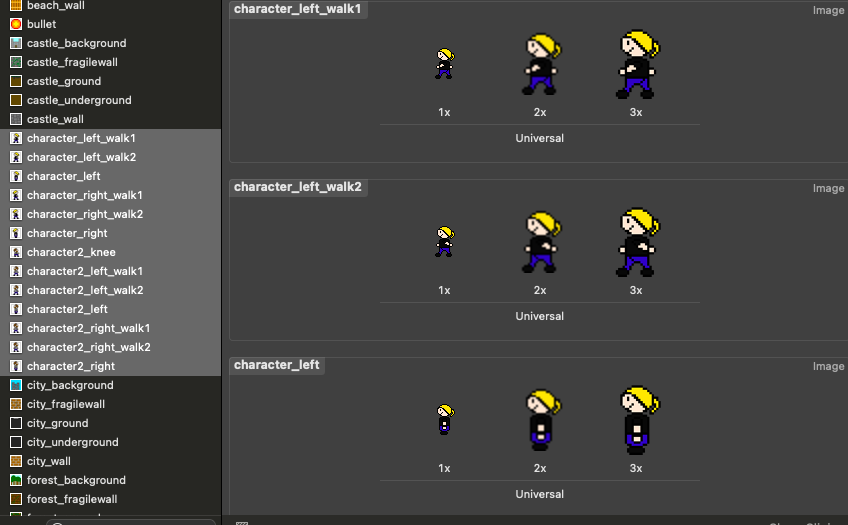 beach_wall
bullet
castle_background
castle_fragilewall
castle_ground
castle_underground
castle_wall
character_left_walk1
character_left_walk2
character_left
character_right_walk1
character_right_walk2
character_right
character2_knee
character2_left_walk1
character2_left_walk2
character2_left
character2_right_walk1
character2_right_walk2
character2_right
city_background
city_fragilewall
city_ground
city_underground
city_wall
forest_background
forest_fragilewall
character_left_walk1
Image
1x 2x 3x
Universal
character_left_walk2
Image
1x 2x 3x
Universal
character_left
Image
1x 2x 3x
Universal